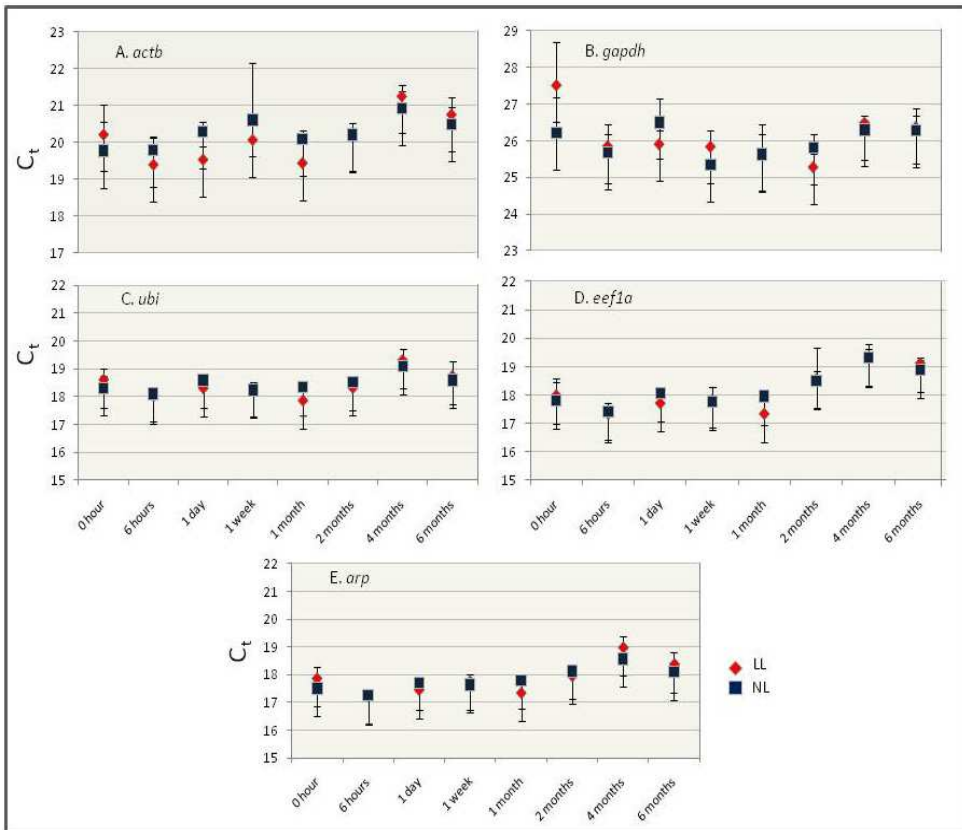 A. actb
23
22
21
20
19
18
17
Ct
B. gapdh
29
28
27
26
25
24
23
C. ubi
22
21
20
19
18
17
16
15
Ct
0 hour
6 hours
1 day
1 week
1 month
2 months
4 months
6 months
D. eef1a
22
21
20
19
18
17
16
15
0 hour
6 hours
1 day
1 week
1 month
2 months
4 months
6 months
E. arp
22
21
20
19
18
17
16
15
Ct
0 hour
6 hours
1 day
1 week
1 month
2 months
4 months
6 months
LL
NL